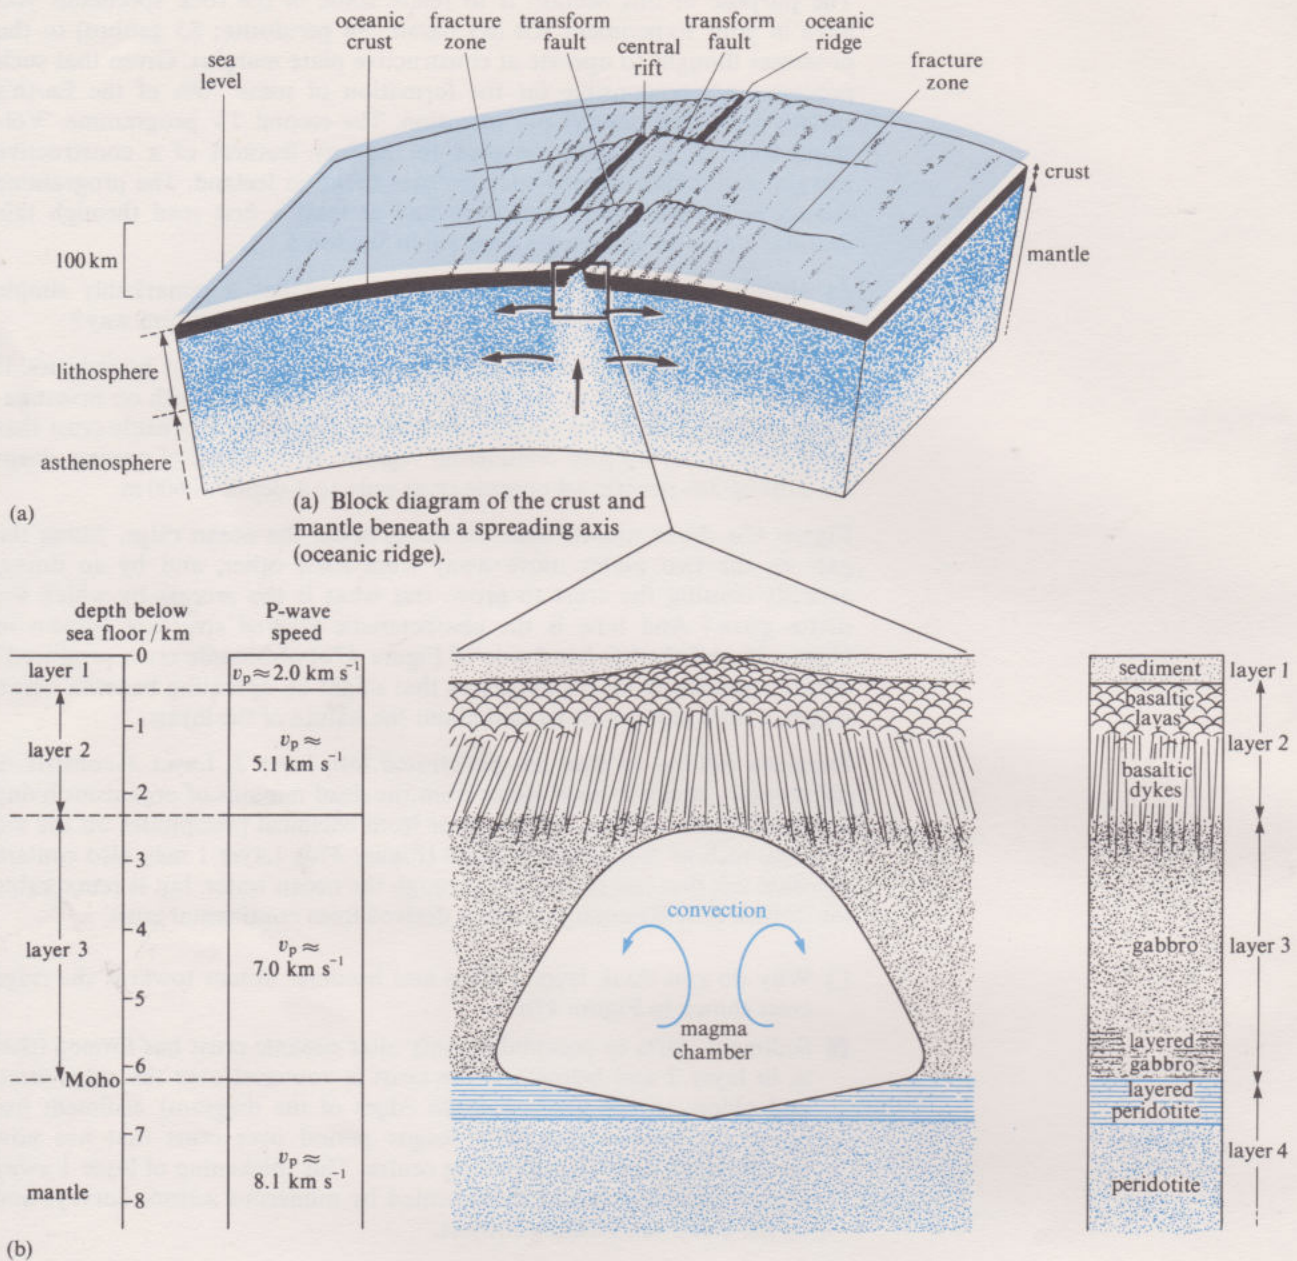 oceanic
crust
fracture
zone
transform
fault
central
rift
transform
fault
oceanic
ridge
fracture
zone
sea
level
crust
mantle
100 km
lithosphere
asthenosphere
(a)
(a) Block diagram of the crust and
mantle beneath a spreading axis
(oceanic ridge).
depth below
sea floor / km
P-wave
speed
layer 1
layer 2
layer 3
Moho
mantle
0
1
2
3
4
5
6
7
8
vₚ ≈ 2.0 km s⁻¹
vₚ ≈
5.1 km s⁻¹
vₚ ≈
7.0 km s⁻¹
vₚ ≈
8.1 km s⁻¹
convection
magma
chamber
sediment
basaltic
lavas
basaltic
dykes
gabbro
layered
gabbro
layered
peridotite
peridotite
layer 1
layer 2
layer 3
layer 4
(b)